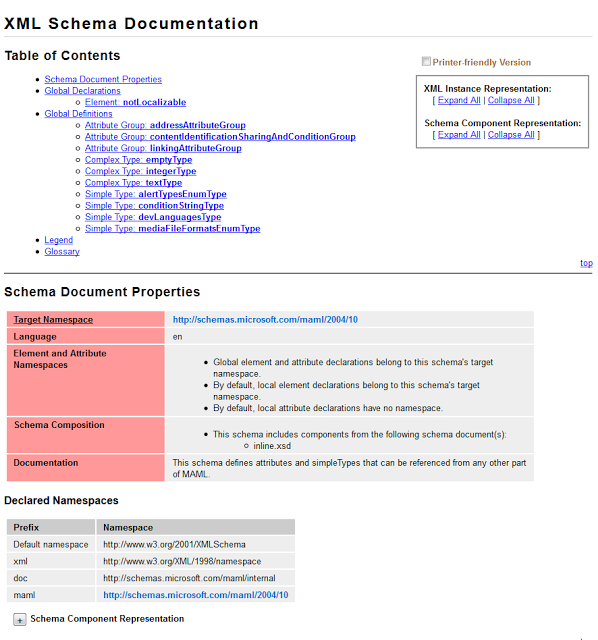 XML Schema Documentation
Table of Contents
Printer-friendly Version
XML Instance Representation:
[ Expand All | Collapse All ]
Schema Component Representation:
[ Expand All | Collapse All ]
Schema Document Properties
Global Declarations
Element: notLocalizable
Global Definitions
Attribute Group: addressAttributeGroup
Attribute Group: contentIdentificationSharingAndConditionGroup
Attribute Group: linkingAttributeGroup
Complex Type: emptyType
Complex Type: integerType
Complex Type: textType
Simple Type: alertTypesEnumType
Simple Type: conditionStringType
Simple Type: devLanguagesType
Simple Type: mediaFileFormatsEnumType
Legend
Glossary
top
Schema Document Properties
Target Namespace http://schemas.microsoft.com/maml/2004/10
Language en
Element and Attribute
Namespaces
Global element and attribute declarations belong to this schema's target
namespace.
By default, local element declarations belong to this schema's target
namespace.
By default, local attribute declarations have no namespace.
Schema Composition
This schema includes components from the following schema document(s):
inline.xsd
Documentation This schema defines attributes and simpleTypes that can be referenced from any other part
of MAML.
Declared Namespaces
Prefix Namespace
Default namespace http://www.w3.org/2001/XMLSchema
xml http://www.w3.org/XML/1998/namespace
doc http://schemas.microsoft.com/maml/internal
maml http://schemas.microsoft.com/maml/2004/10
+ Schema Component Representation